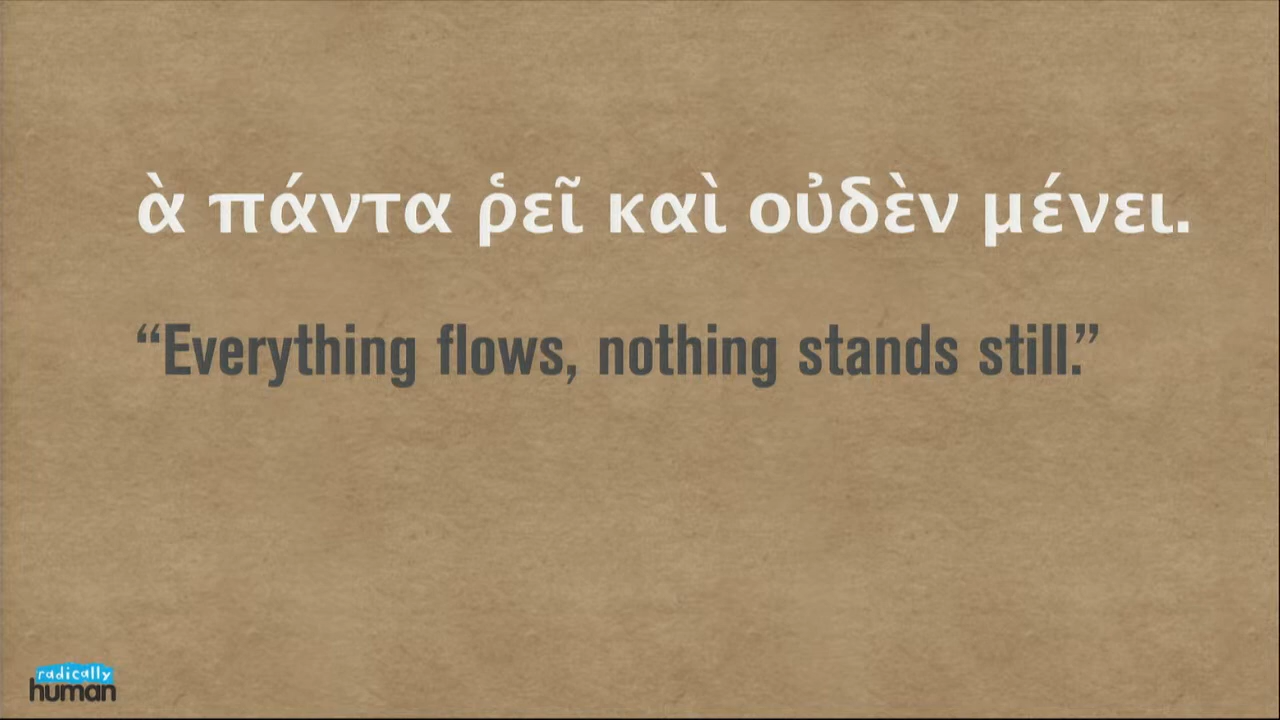 ὰ πάντα ῥεῖ καὶ οὐδὲν μένει.
“Everything flows, nothing stands still.”
radically
human